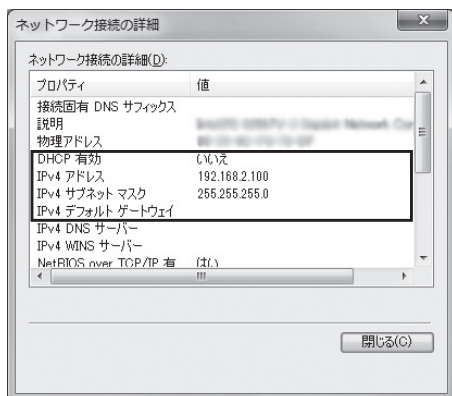 ネットワーク接続の詳細
ネットワーク接続の詳細(D):
プロパティ 値
接続固有 DNS サフィックス
説明
物理アドレス
DHCP 有効 いいえ
IPv4 アドレス 192.168.2.100
IPv4 サブネット マスク 255.255.255.0
IPv4 デフォルト ゲートウェイ
IPv4 DNS サーバー
IPv4 WINS サーバー
NetBIOS over TCP/IP 有 はい
閉じる(C)